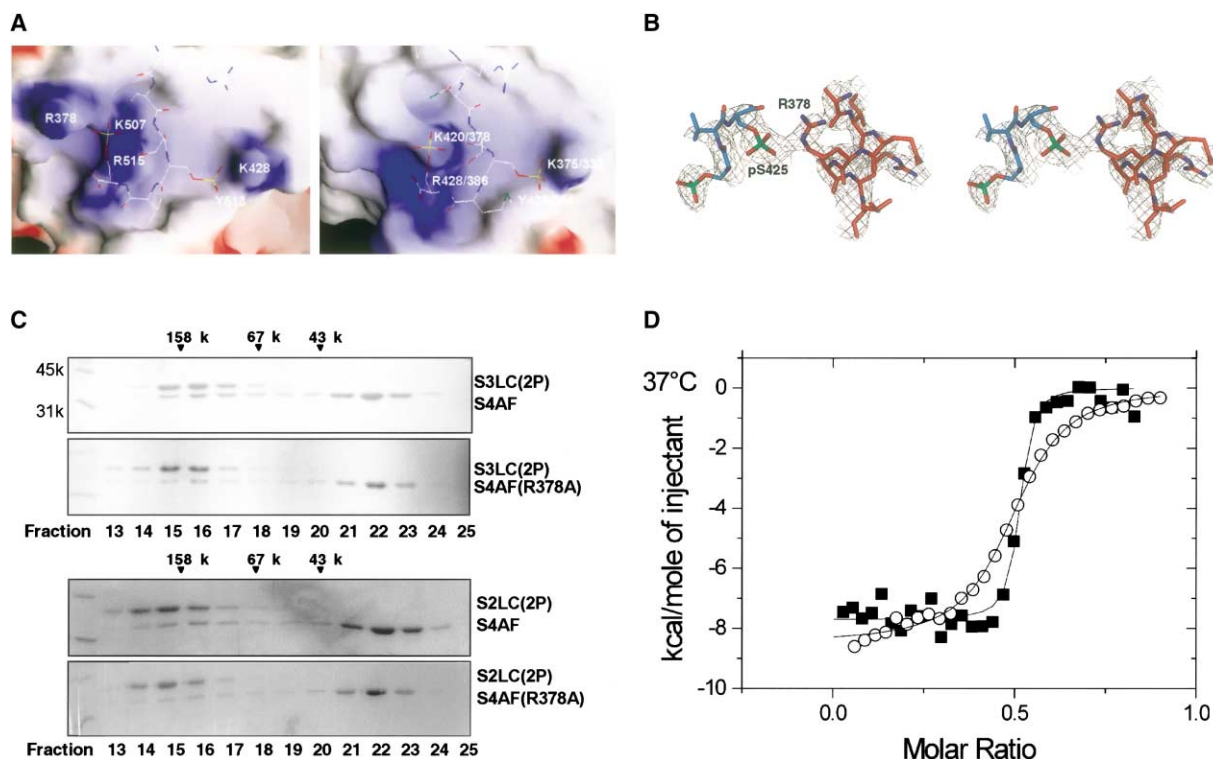 A
R378
K507
R515
K428
Y513
K420/378
R428/386
K375/333
B
R378
pS425
C
158 k 67 k 43 k
45k
31k
S3LC(2P)
S4AF
S3LC(2P)
S4AF(R378A)
Fraction 13 14 15 16 17 18 19 20 21 22 23 24 25
158 k 67 k 43 k
S2LC(2P)
S4AF
S2LC(2P)
S4AF(R378A)
Fraction 13 14 15 16 17 18 19 20 21 22 23 24 25
D
37°C
kcal/mole of injectant
0
-2
-4
-6
-8
-10
0.0 0.5 1.0
Molar Ratio